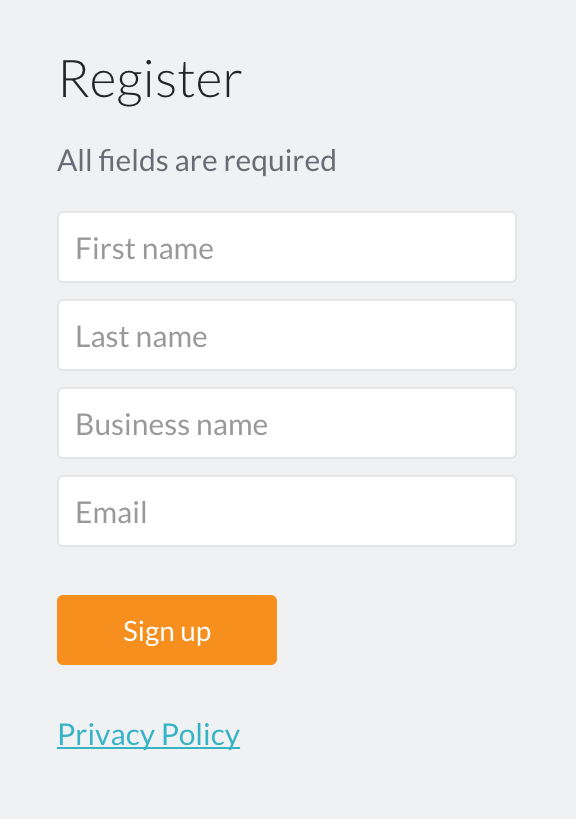 Register
All fields are required
First name
Last name
Business name
Email
Sign up
Privacy Policy